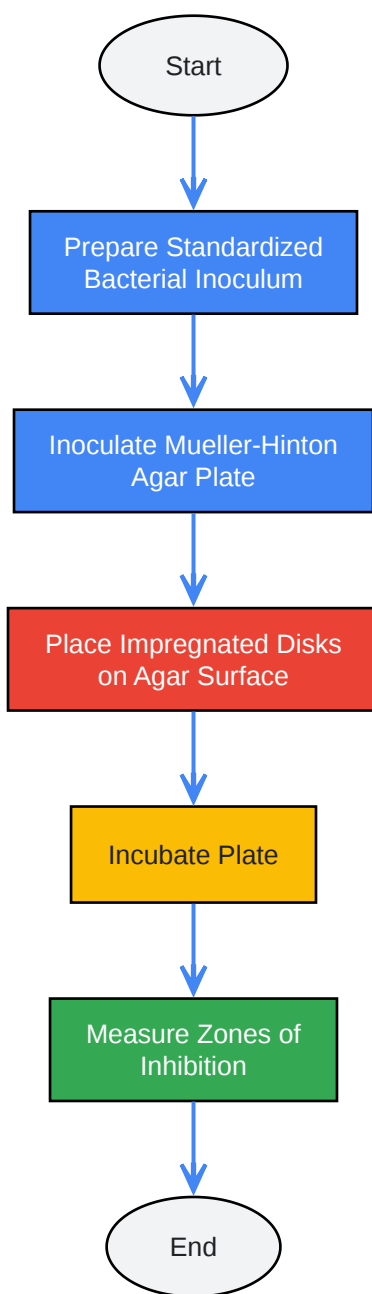 Start
Prepare Standardized
Bacterial Inoculum
Inoculate Mueller-Hinton
Agar Plate
Place Impregnated Disks
on Agar Surface
Incubate Plate
Measure Zones of
Inhibition
End